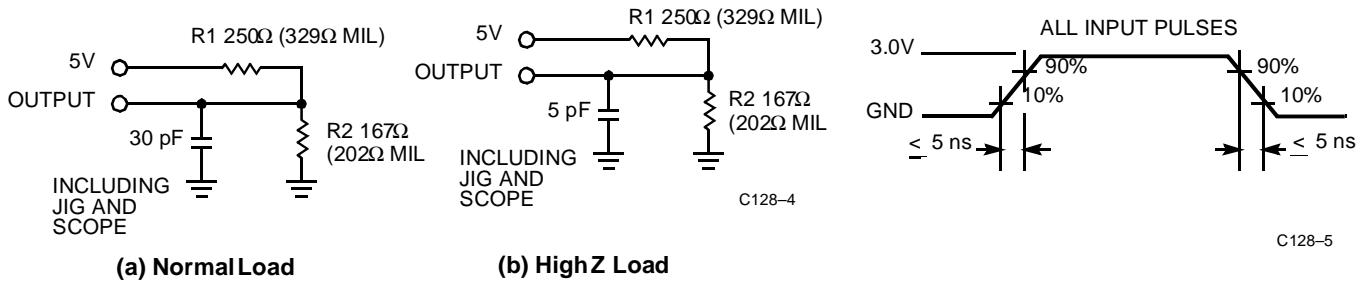 R1 250Ω (329Ω MIL)
5V
OUTPUT
30 pF
R2 167Ω
(202Ω MIL
INCLUDING
JIG AND
SCOPE
(a) Normal Load
R1 250Ω (329Ω MIL)
5V
OUTPUT
5 pF
R2 167Ω
(202Ω MIL
INCLUDING
JIG AND
SCOPE
C128–4
(b) High Z Load
ALL INPUT PULSES
3.0V
90%
90%
10%
10%
GND
≤ 5 ns
≤ 5 ns
C128–5